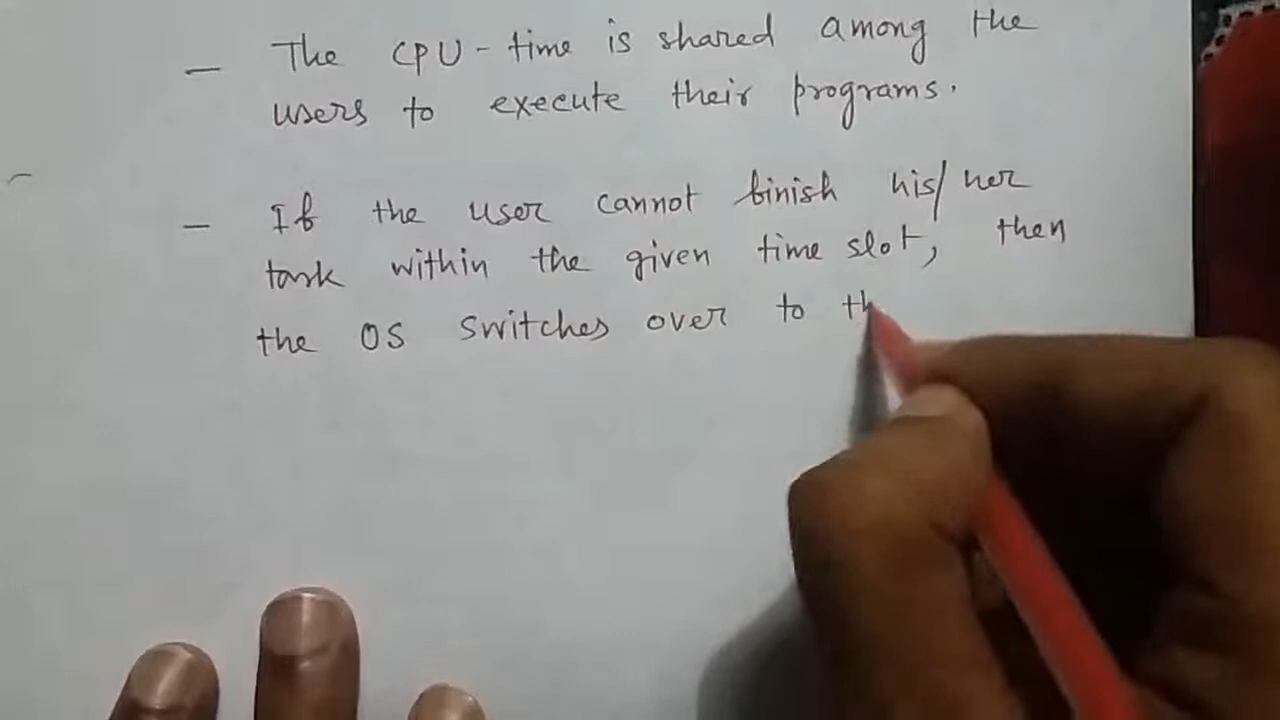 – The CPU-time is shared among the
users to execute their programs.
– If the user cannot finish his/her
task within the given time slot, then
the OS switches over to th